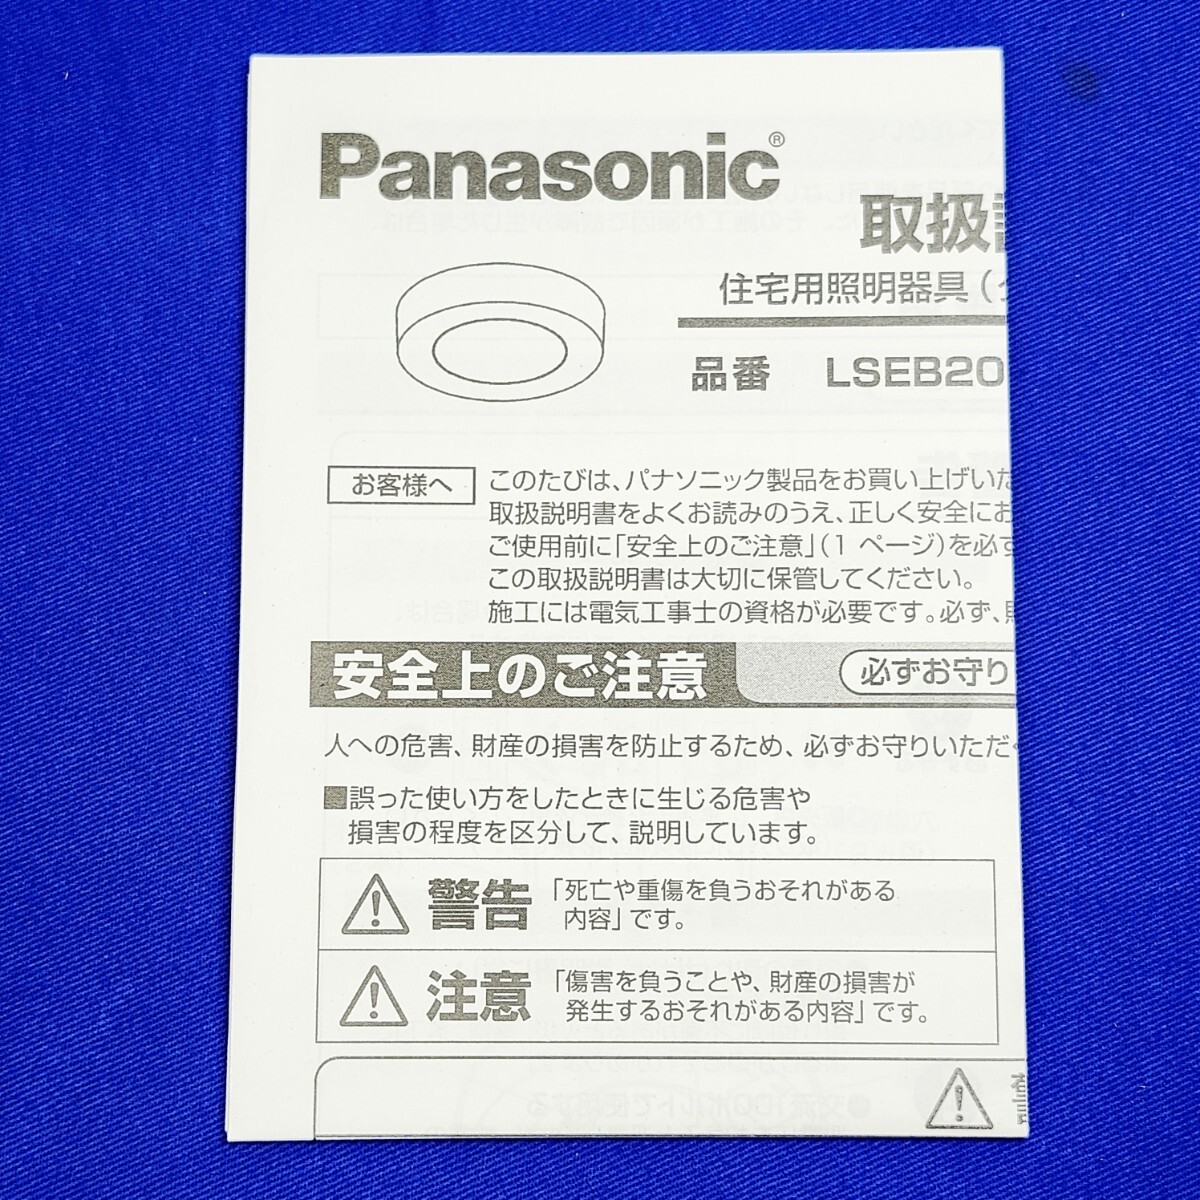 Panasonic®
取扱
住宅用照明器具（
品番 LSEB20
お客様へ
このたびは、パナソニック製品をお買い上げいた
取扱説明書をよくお読みのうえ、正しく安全にお
ご使用前に「安全上のご注意」（1 ページ）を必ず
この取扱説明書は大切に保管してください。
施工には電気工事士の資格が必要です。必ず、
安全上のご注意
必ずお守り
人への危害、財産の損害を防止するため、必ずお守りいただ
■誤った使い方をしたときに生じる危害や
損害の程度を区分して、説明しています。
警告 「死亡や重傷を負うおそれがある
内容」です。
注意 「傷害を負うことや、財産の損害が
発生するおそれがある内容」です。